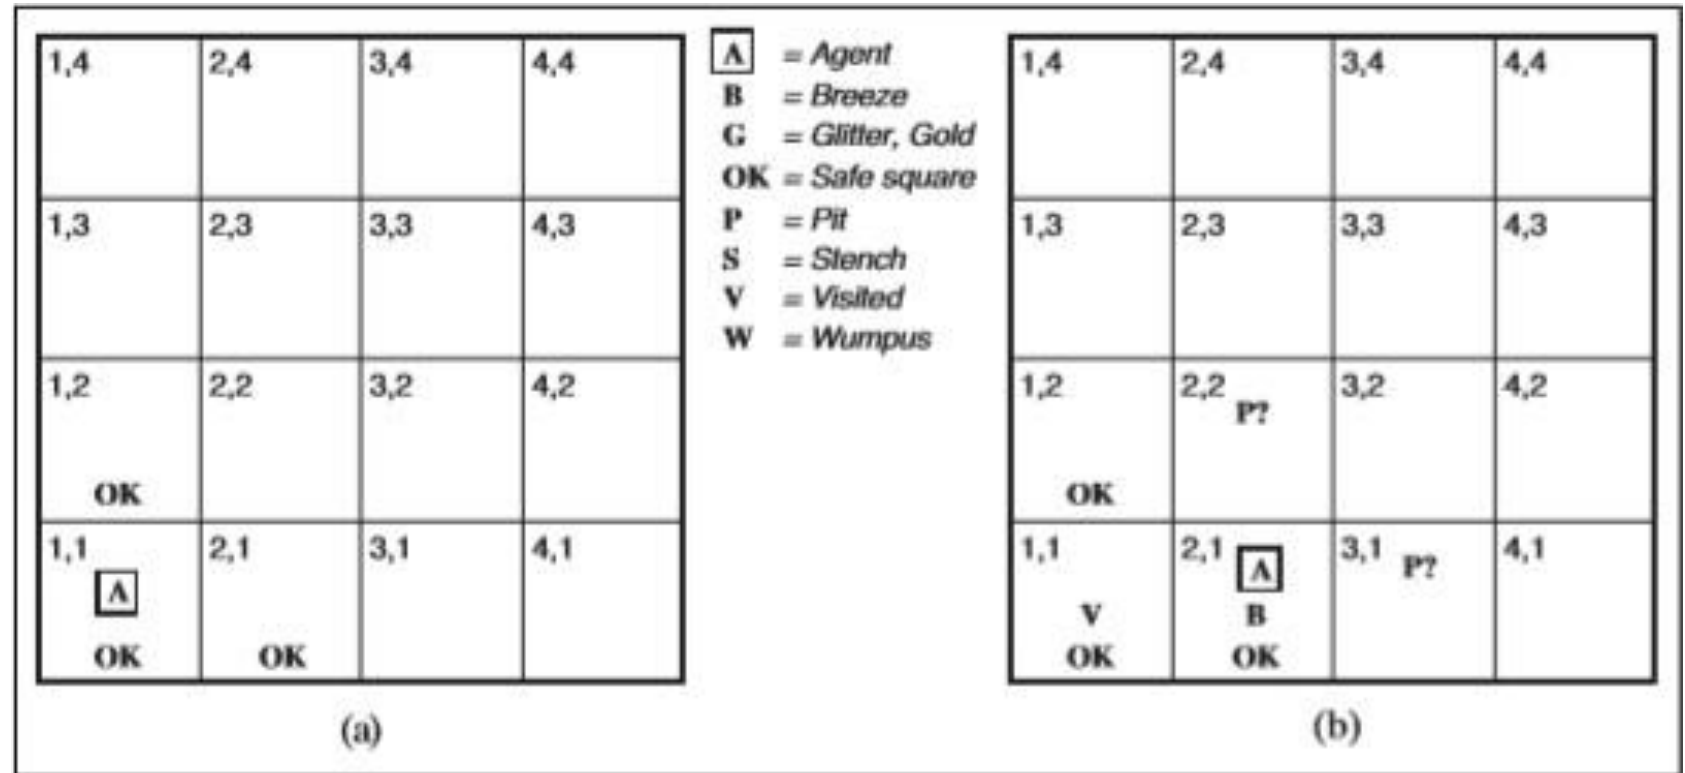 1,4 2,4 3,4 4,4
OK
1,3 2,3 3,3 4,3
1,2 2,2 3,2 4,2
OK
1,1 2,1 3,1 4,1
A
OK OK
(a)
A = Agent
B = Breeze
G = Glitter, Gold
OK = Safe square
P = Pit
S = Stench
V = Visited
W = Wumpus
1,4 2,4 3,4 4,4
1,3 2,3 3,3 4,3
1,2 2,2 P? 3,2 4,2
OK
1,1 2,1 A 3,1 P? 4,1
V B
OK OK
(b)